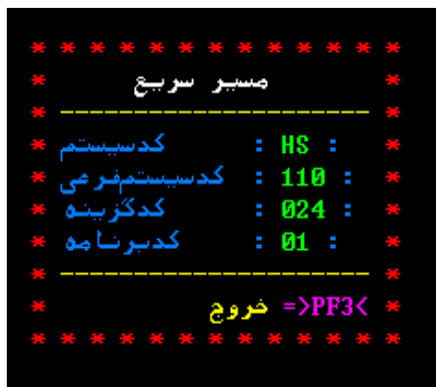 * * * * * * * * * * * * *
* مسیر سریع *
* ---------------------- *
* کدسیستم : HS : *
* کدسیستم‌فرعی : 110 : *
* کدگزینه : 024 : *
* کدبرنامه : 01 : *
* ---------------------- *
* خروج =>PF3< *
* * * * * * * * * * * * *